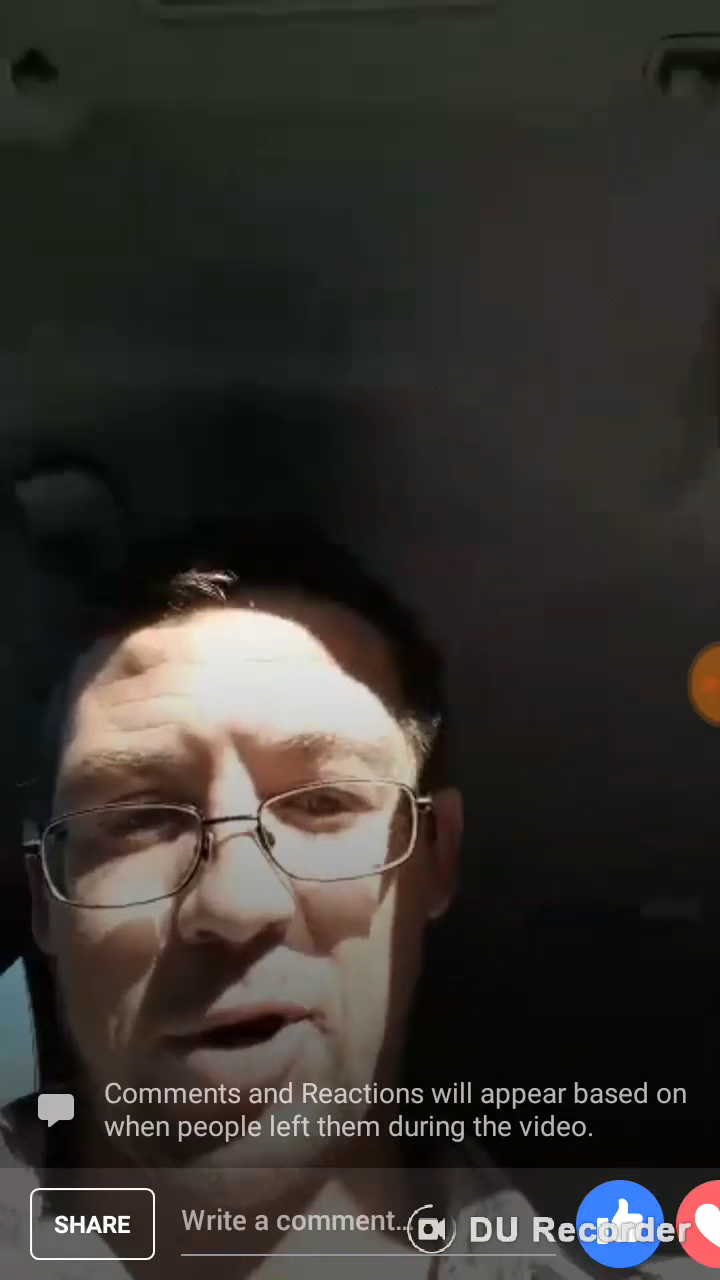 Comments and Reactions will appear based on
when people left them during the video.
SHARE Write a comment... DU Recorder